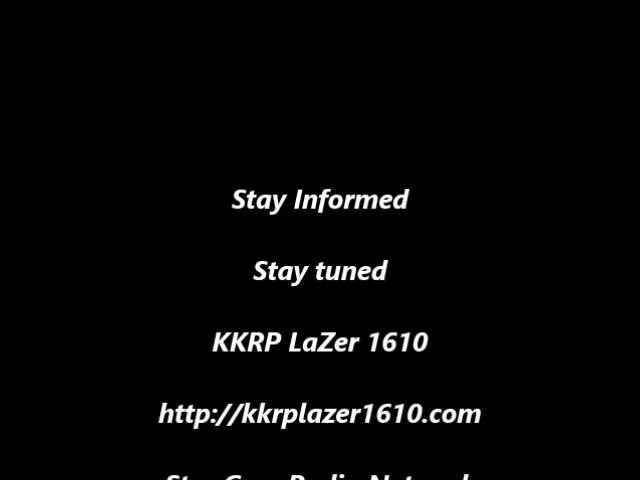 Stay Informed
Stay tuned
KKRP LaZer 1610
http://kkrplazer1610.com